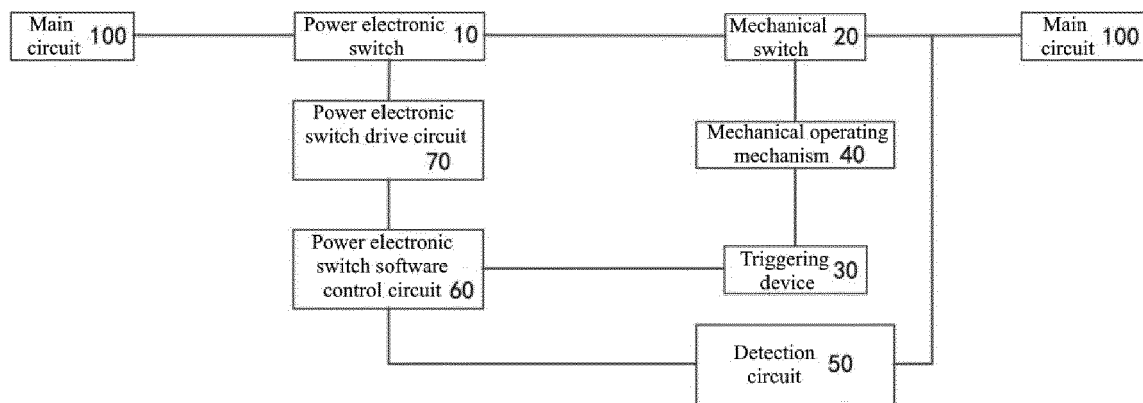 Main
circuit 100
Power electronic
switch 10
Mechanical
switch 20
Main
circuit 100
Power electronic
switch drive circuit
70
Mechanical operating
mechanism 40
Power electronic
switch software
control circuit 60
Triggering
device 30
Detection
circuit 50